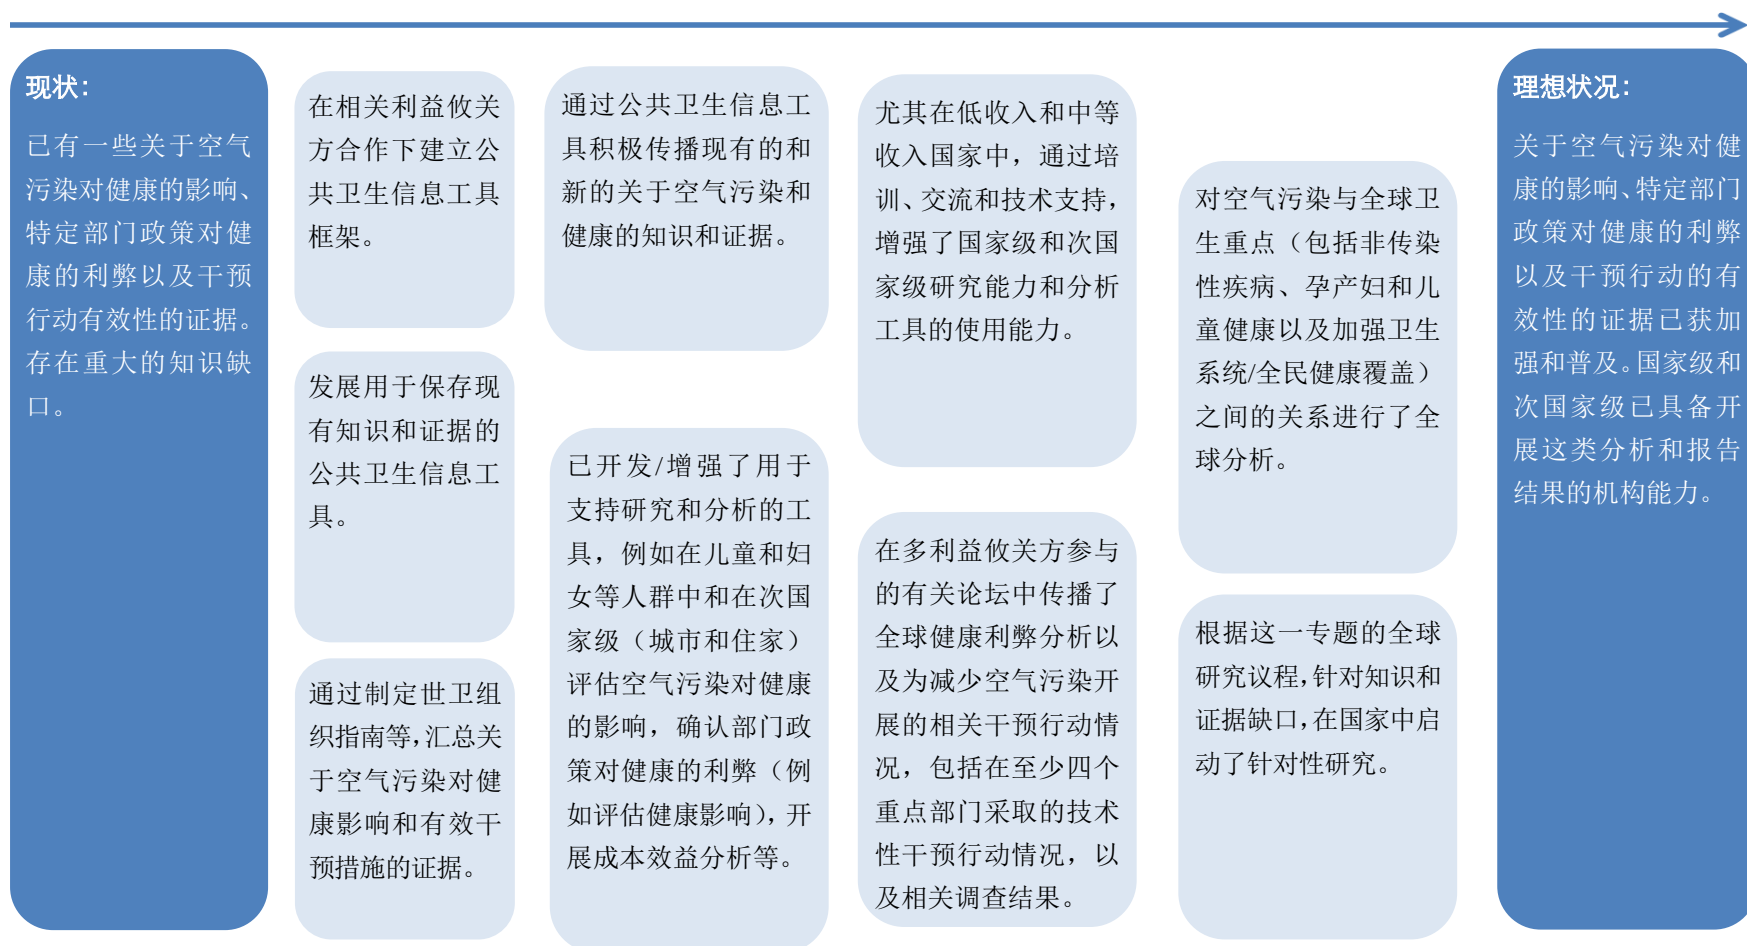 现状：
已有一些关于空气
污染对健康的影响、
特定部门政策对健
康的利弊以及干预
行动有效性的证据。
存在重大的知识缺
口。
在相关利益攸关
方合作下建立公
共卫生信息工具
框架。
发展用于保存现
有知识和证据的
公共卫生信息工
具。
通过制定世卫组
织指南等，汇总关
于空气污染对健
康影响和有效干
预措施的证据。
通过公共卫生信息工
具积极传播现有的和
新的关于空气污染和
健康的知识和证据。
已开发/增强了用于
支持研究和分析的工
具，例如在儿童和妇
女等人群中和在次国
家级（城市和住家）
评估空气污染对健康
的影响，确认部门政
策对健康的利弊（例
如评估健康影响），开
展成本效益分析等。
尤其在低收入和中等
收入国家中，通过培
训、交流和技术支持，
增强了国家级和次国
家级研究能力和分析
工具的使用能力。
在多利益攸关方参与
的有关论坛中传播了
全球健康利弊分析以
及为减少空气污染开
展的相关干预行动情
况，包括在至少四个
重点部门采取的技术
性干预行动情况，以
及相关调查结果。
对空气污染与全球卫
生重点（包括非传染
性疾病、孕产妇和儿
童健康以及加强卫生
系统/全民健康覆盖）
之间的关系进行了全
球分析。
根据这一专题的全球
研究议程，针对知识和
证据缺口，在国家中启
动了针对性研究。
理想状况：
关于空气污染对健
康的影响、特定部门
政策对健康的利弊
以及干预行动的有
效性的证据已获加
强和普及。国家级和
次国家级已具备开
展这类分析和报告
结果的机构能力。